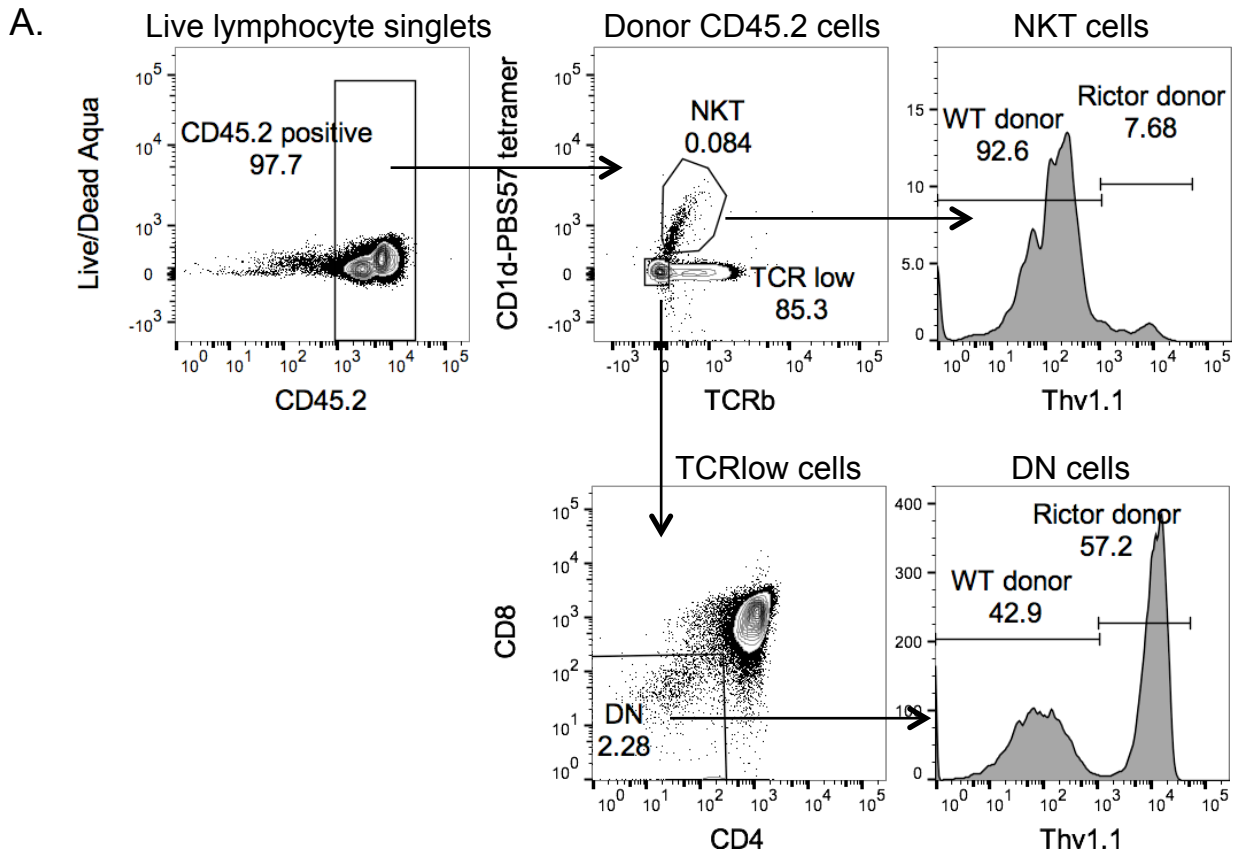 A.
Live lymphocyte singlets
Donor CD45.2 cells
NKT cells
Live/Dead Aqua
10^5
10^4
10^3
0
-10^3
CD45.2 positive
97.7
10^0 10^1 10^2 10^3 10^4 10^5
CD45.2
CD1d-PBS57 tetramer
10^5
10^4
10^3
0
-10^3
NKT
0.084
TCR low
85.3
-10^3 0 10^3 10^4 10^5
TCRb
15
10
5.0
0
WT donor
92.6
Rictor donor
7.68
10^0 10^1 10^2 10^3 10^4 10^5
Thy1.1
TCRlow cells
DN cells
CD8
10^5
10^4
10^3
10^2
10^1
10^0
DN
2.28
10^0 10^1 10^2 10^3 10^4 10^5
CD4
400
300
200
100
0
Rictor donor
57.2
WT donor
42.9
10^0 10^1 10^2 10^3 10^4 10^5
Thy1.1